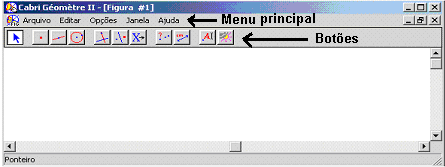 Cabri Géomètre II - [Figura #1]
Arquivo Editar Opções Janela Ajuda
Menu principal
Botões
A
Ponteiro